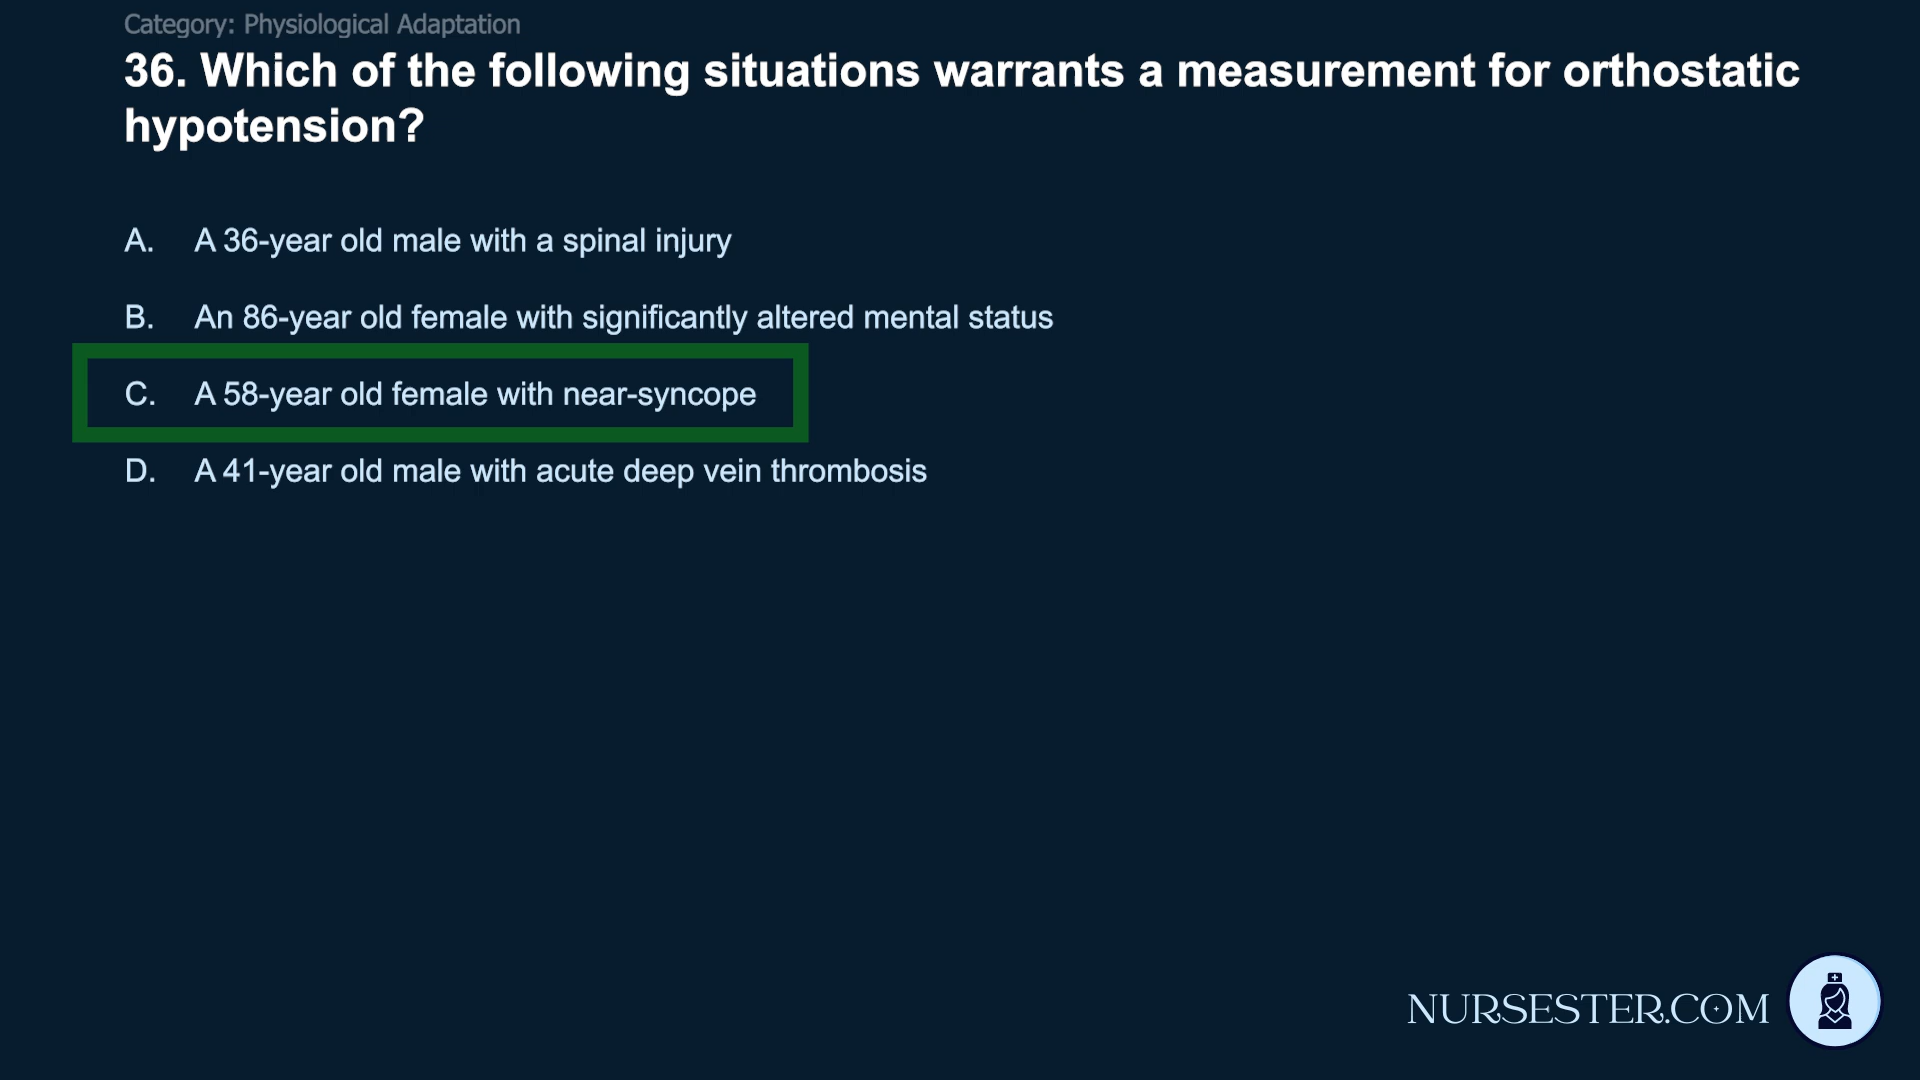 Category: Physiological Adaptation
36. Which of the following situations warrants a measurement for orthostatic
hypotension?
A. A 36-year old male with a spinal injury
B. An 86-year old female with significantly altered mental status
C. A 58-year old female with near-syncope
D. A 41-year old male with acute deep vein thrombosis
NURSESTER.COM